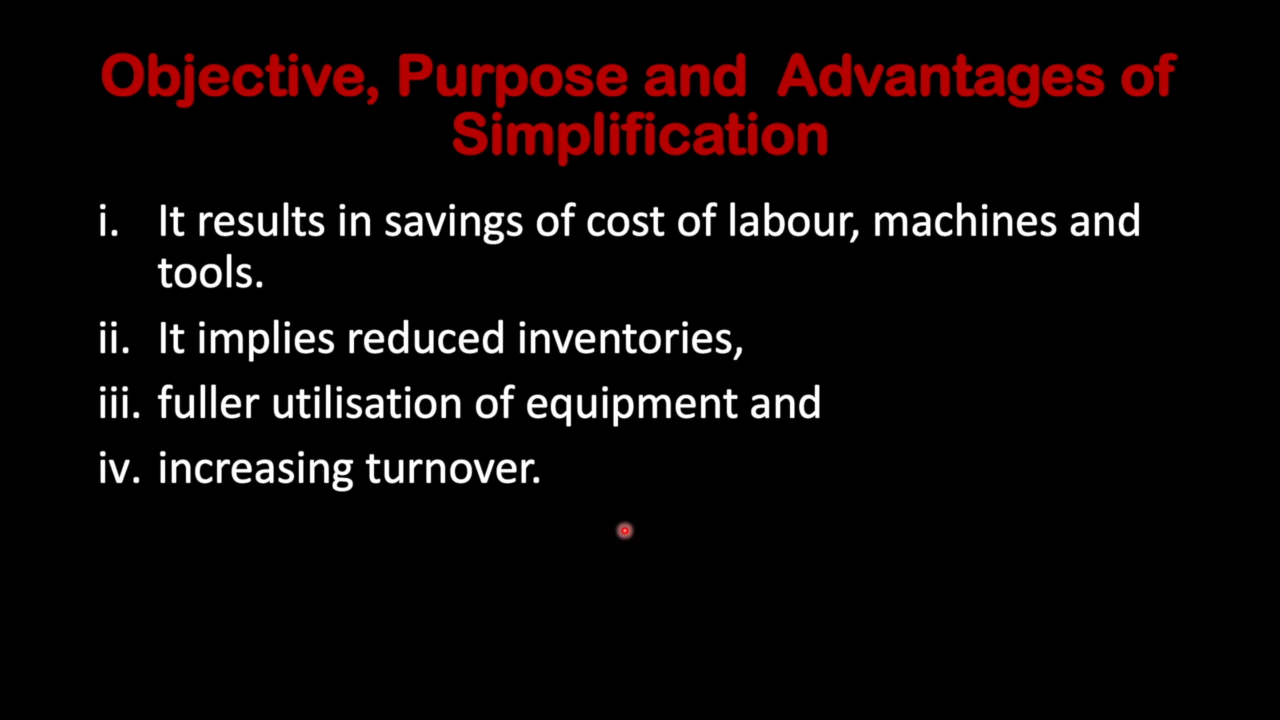 Objective, Purpose and Advantages of
Simplification
i. It results in savings of cost of labour, machines and
tools.
ii. It implies reduced inventories,
iii. fuller utilisation of equipment and
iv. increasing turnover.